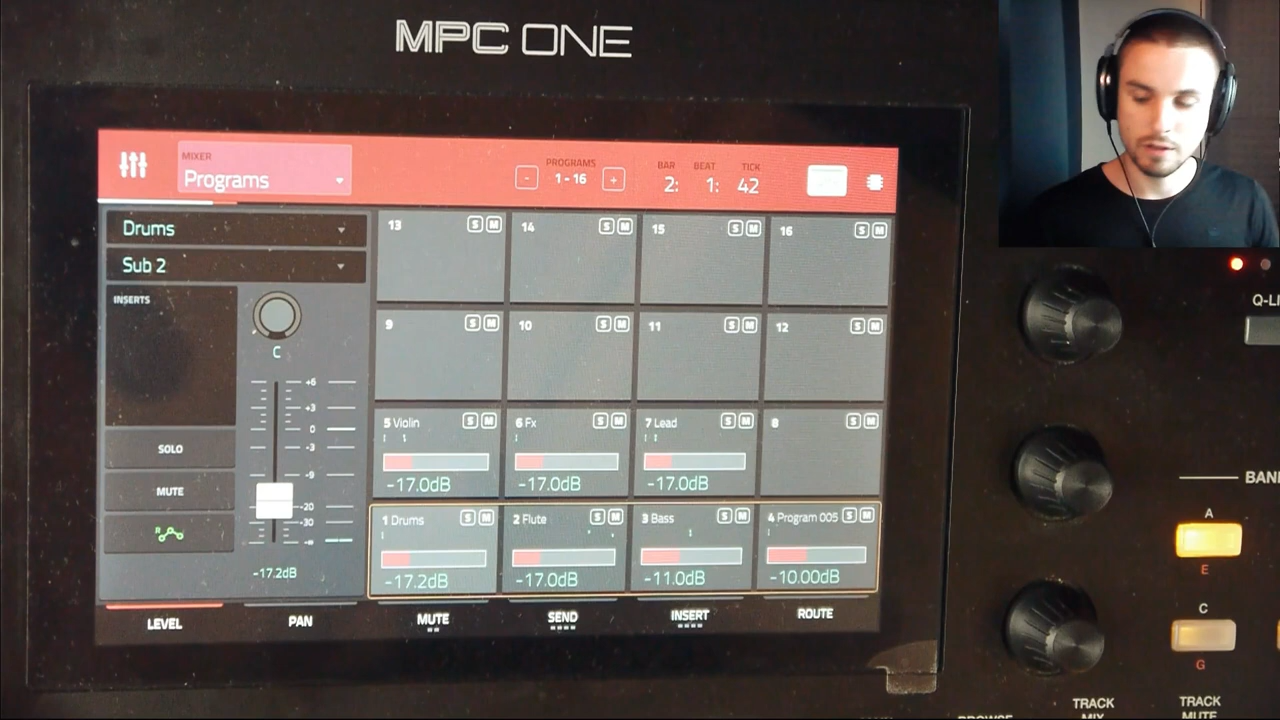 MPC ONE
MIXER
Programs
PROGRAMS
- 1 - 16 +
BAR BEAT TICK
2: 1: 42
Drums
Sub 2
INSERTS
C
+6
+3
0
-3
-9
-20
-30
-∞
SOLO
MUTE
R
-17.2dB
13 S M 14 S M 15 S M 16 S M
9 S M 10 S M 11 S M 12 S M
5 Violin S M 6 Fx S M 7 Lead S M 8 S M
-17.0dB -17.0dB -17.0dB
1 Drums S M 2 Flute S M 3 Bass S M 4 Program 005 S M
-17.2dB -17.0dB -11.0dB -10.00dB
LEVEL PAN MUTE SEND INSERT ROUTE
A
E
C
G
TRACK
MIX
TRACK
MUTE
BROWSE